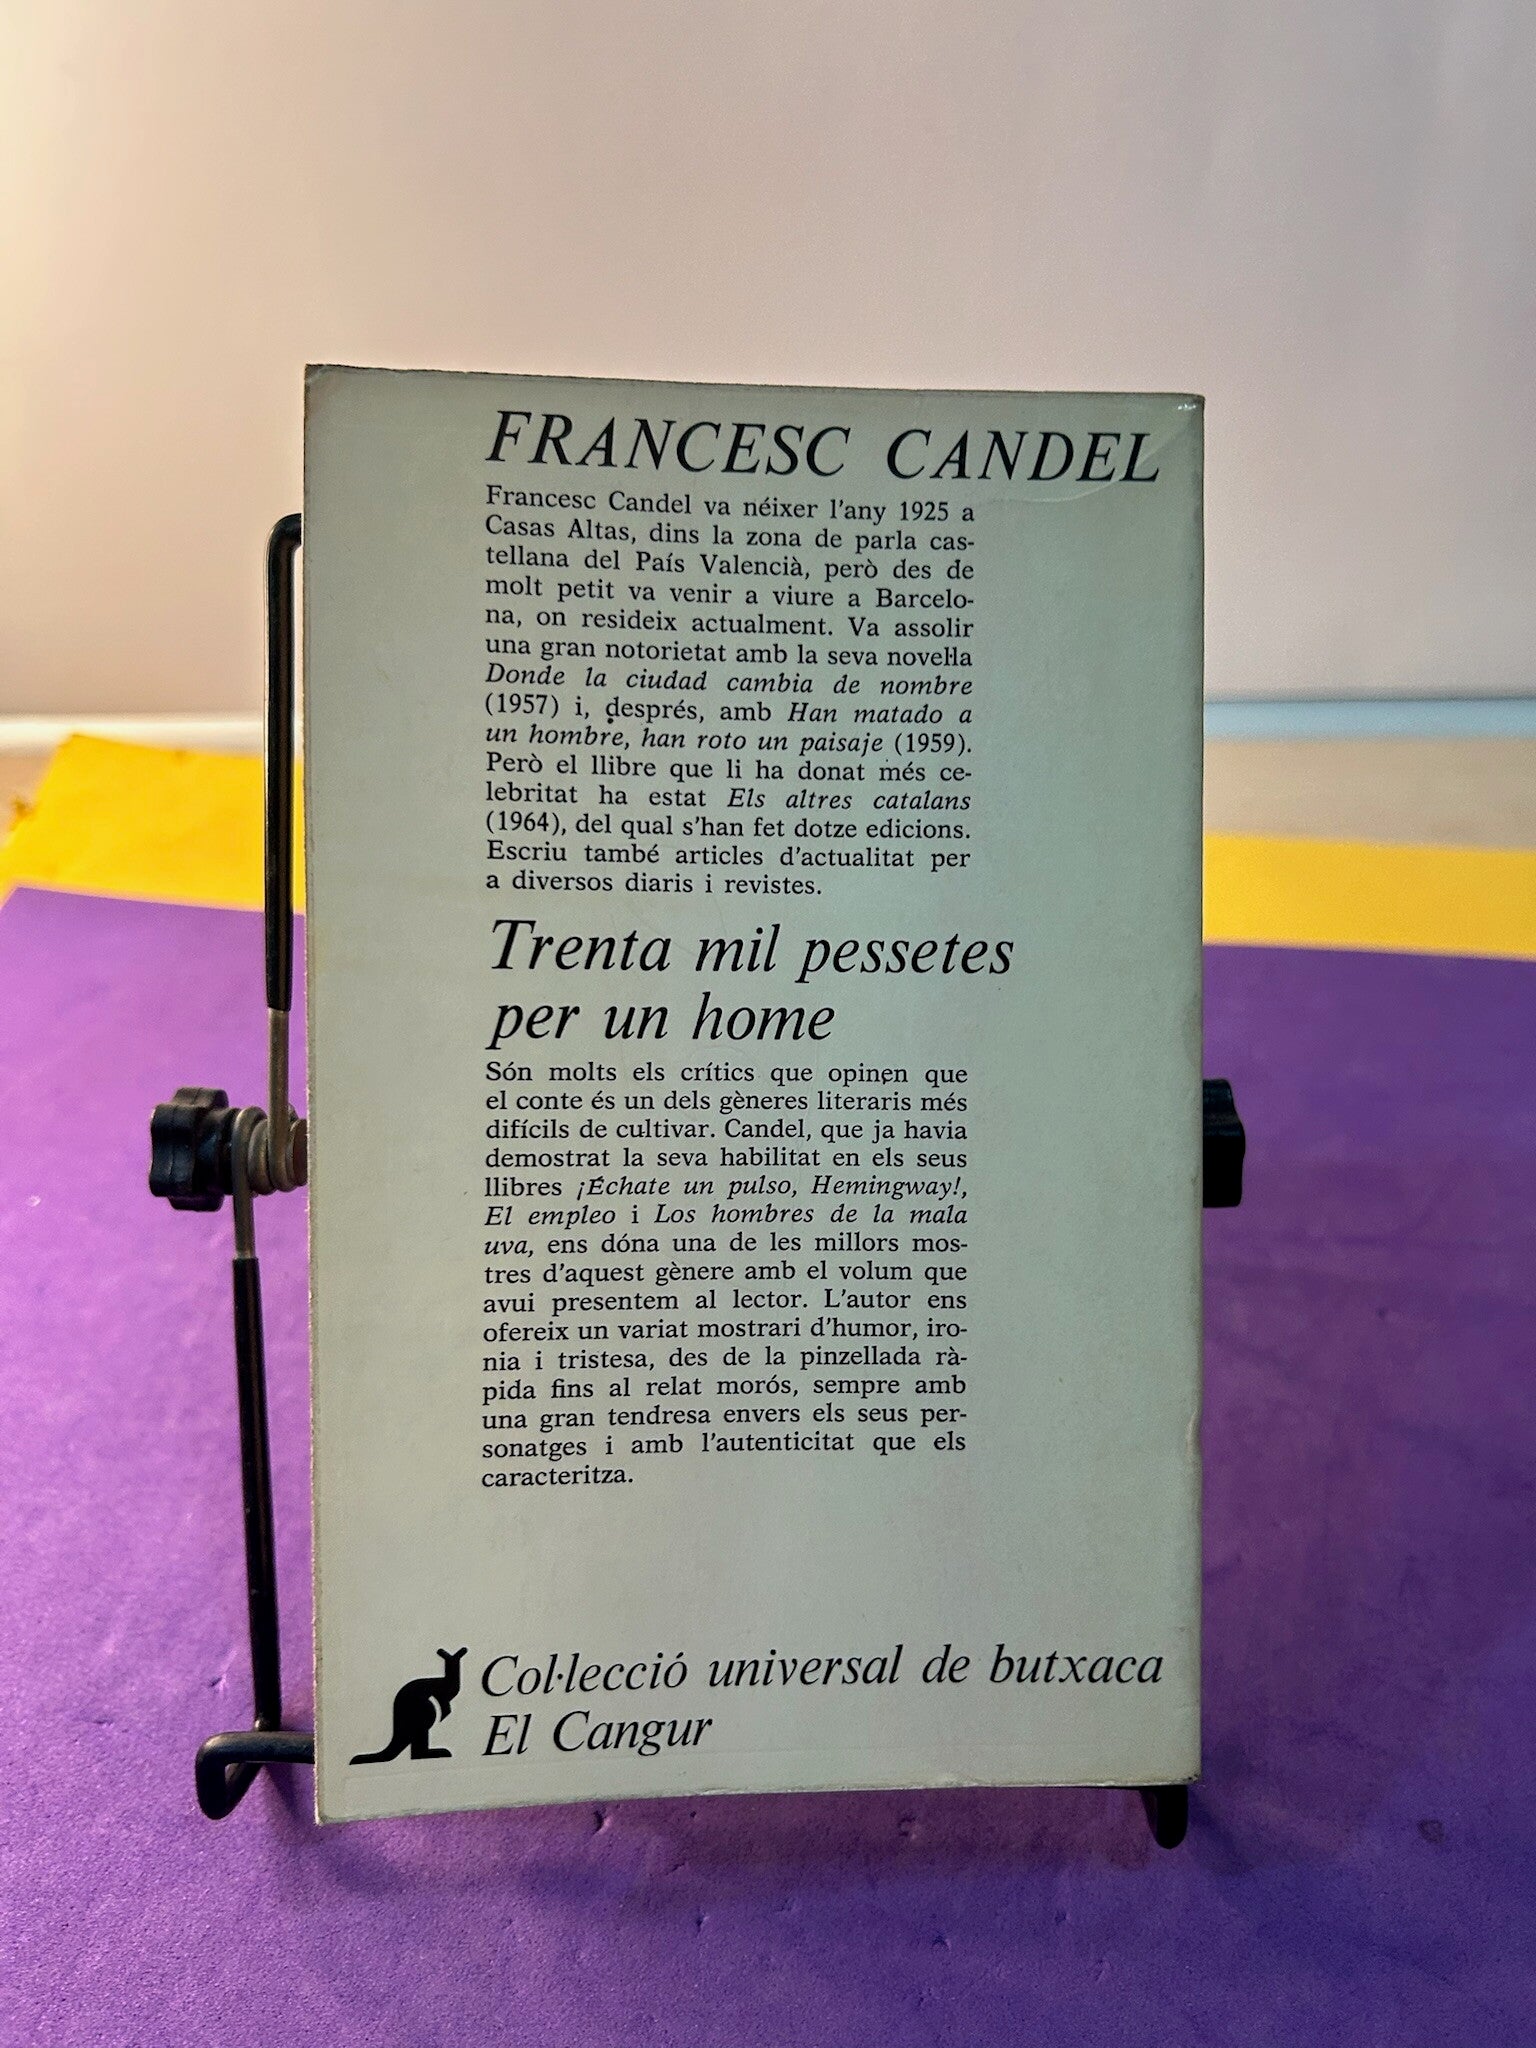 FRANCESC CANDEL
Francesc Candel va néixer l'any 1925 a
Casas Altas, dins la zona de parla cas-
tellana del País Valencià, però des de
molt petit va venir a viure a Barcelo-
na, on resideix actualment. Va assolir
una gran notorietat amb la seva novel·la
Donde la ciudad cambia de nombre
(1957) i, després, amb Han matado a
un hombre, han roto un paisaje (1959).
Però el llibre que li ha donat més ce-
lebritat ha estat Els altres catalans
(1964), del qual s'han fet dotze edicions.
Escriu també articles d'actualitat per
a diversos diaris i revistes.
Trenta mil pessetes
per un home
Són molts els crítics que opinen que
el conte és un dels gèneres literaris més
difícils de cultivar. Candel, que ja havia
demostrat la seva habilitat en els seus
llibres ¡Échate un pulso, Hemingway!,
El empleo i Los hombres de la mala
uva, ens dóna una de les millors mos-
tres d'aquest gènere amb el volum que
avui presentem al lector. L'autor ens
ofereix un variat mostrari d'humor, iro-
nia i tristesa, des de la pinzellada rà-
pida fins al relat morós, sempre amb
una gran tendresa envers els seus per-
sonatges i amb l'autenticitat que els
caracteritza.
Col·lecció universal de butxaca
El Cangur